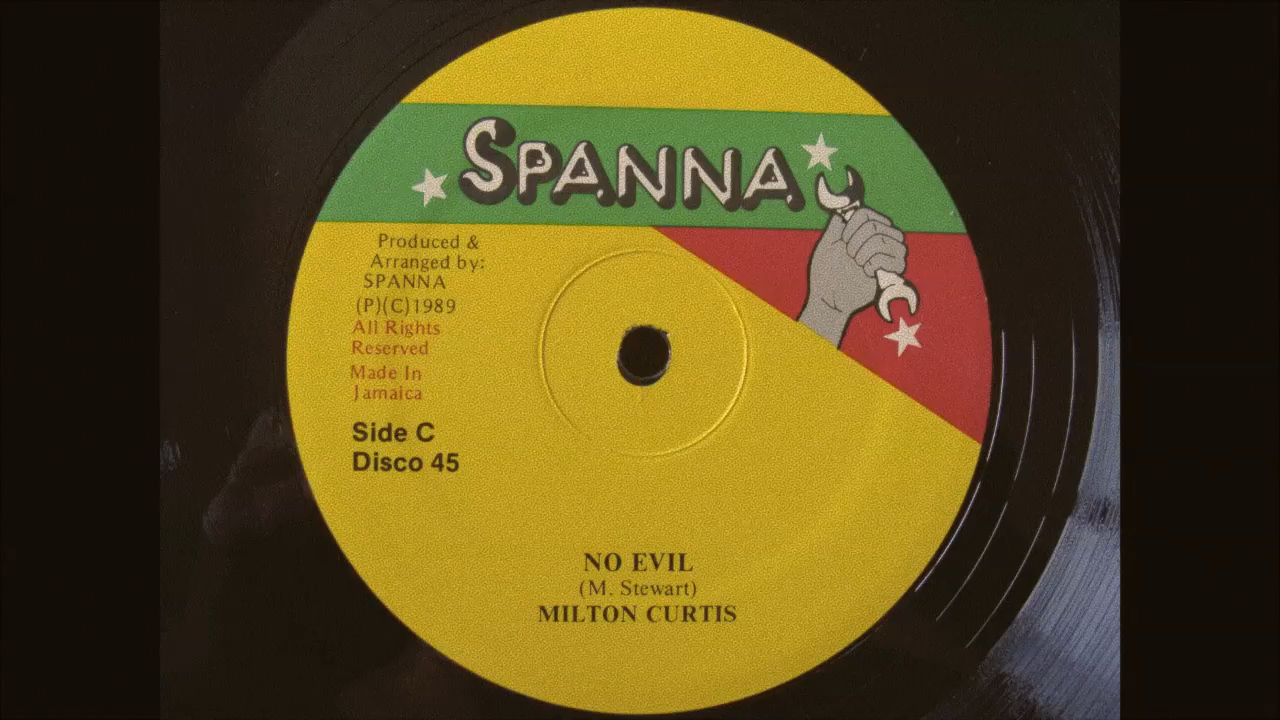 SPANNA
Produced &
Arranged by:
SPANNA
(P)(C)1989
All Rights
Reserved
Made In
Jamaica
Side C
Disco 45
NO EVIL
(M. Stewart)
MILTON CURTIS